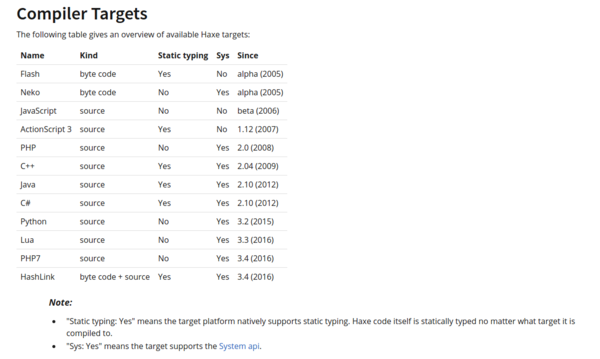 Compiler Targets
The following table gives an overview of available Haxe targets:
Name Kind Static typing Sys Since
Flash byte code Yes No alpha (2005)
Neko byte code No Yes alpha (2005)
JavaScript source No No beta (2006)
ActionScript 3 source Yes No 1.12 (2007)
PHP source No Yes 2.0 (2008)
C++ source Yes Yes 2.04 (2009)
Java source Yes Yes 2.10 (2012)
C# source Yes Yes 2.10 (2012)
Python source No Yes 3.2 (2015)
Lua source No Yes 3.3 (2016)
PHP7 source No Yes 3.4 (2016)
HashLink byte code + source Yes Yes 3.4 (2016)
Note:
• "Static typing: Yes" means the target platform natively supports static typing. Haxe code itself is statically typed no matter what target it is
compiled to.
• "Sys: Yes" means the target supports the System api.